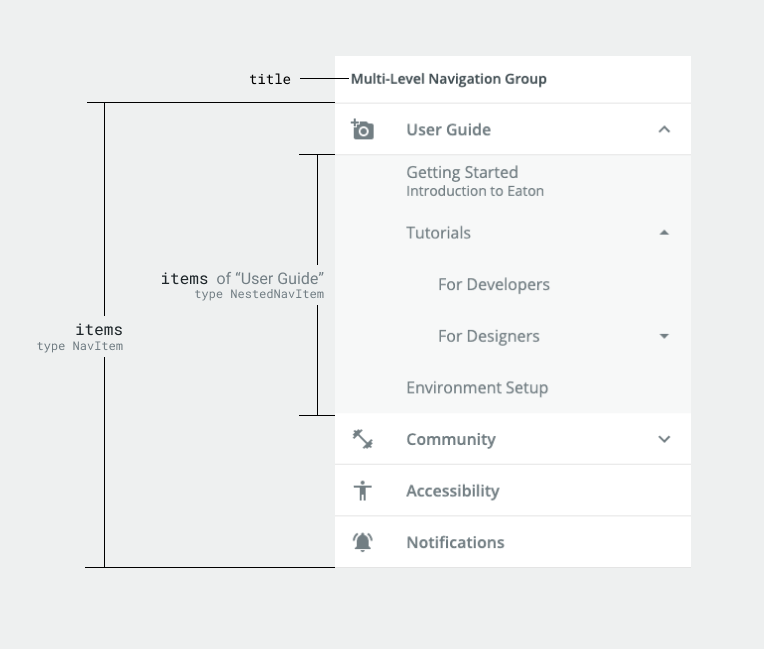 title
Multi-Level Navigation Group
User Guide
Getting Started
Introduction to Eaton
Tutorials
items of “User Guide”
type NestedNavItem
For Developers
items
type NavItem
For Designers
Environment Setup
Community
Accessibility
Notifications